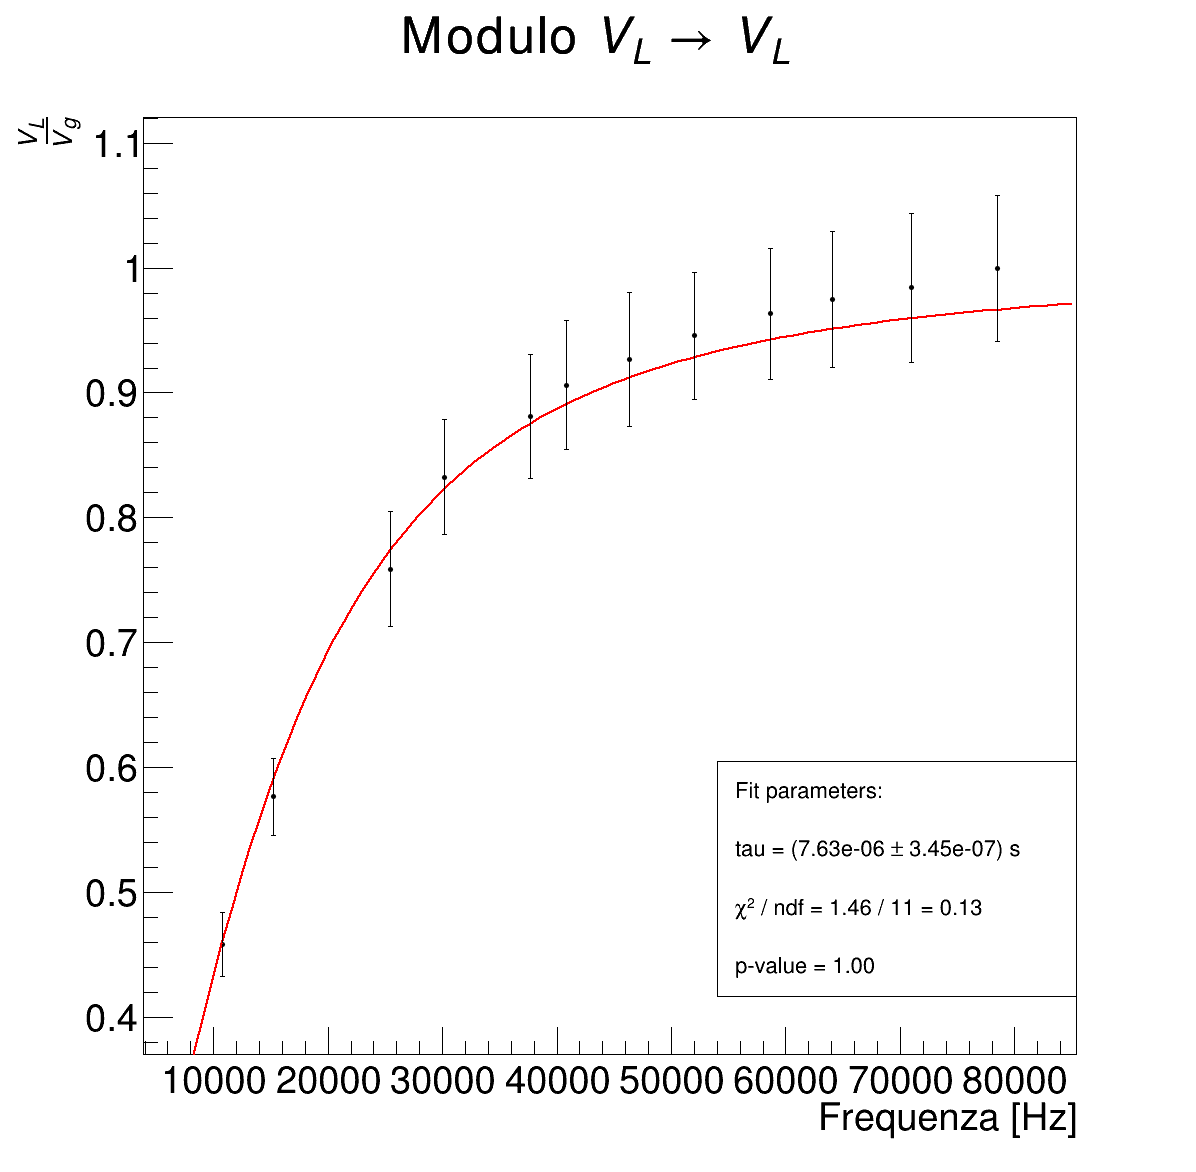 Modulo V_L → V_L
V_L/V_g
1.1
1
0.9
0.8
0.7
0.6
0.5
0.4
Fit parameters:
tau = (7.63e-06 ± 3.45e-07) s
χ² / ndf = 1.46 / 11 = 0.13
p-value = 1.00
10000 20000 30000 40000 50000 60000 70000 80000
Frequenza [Hz]